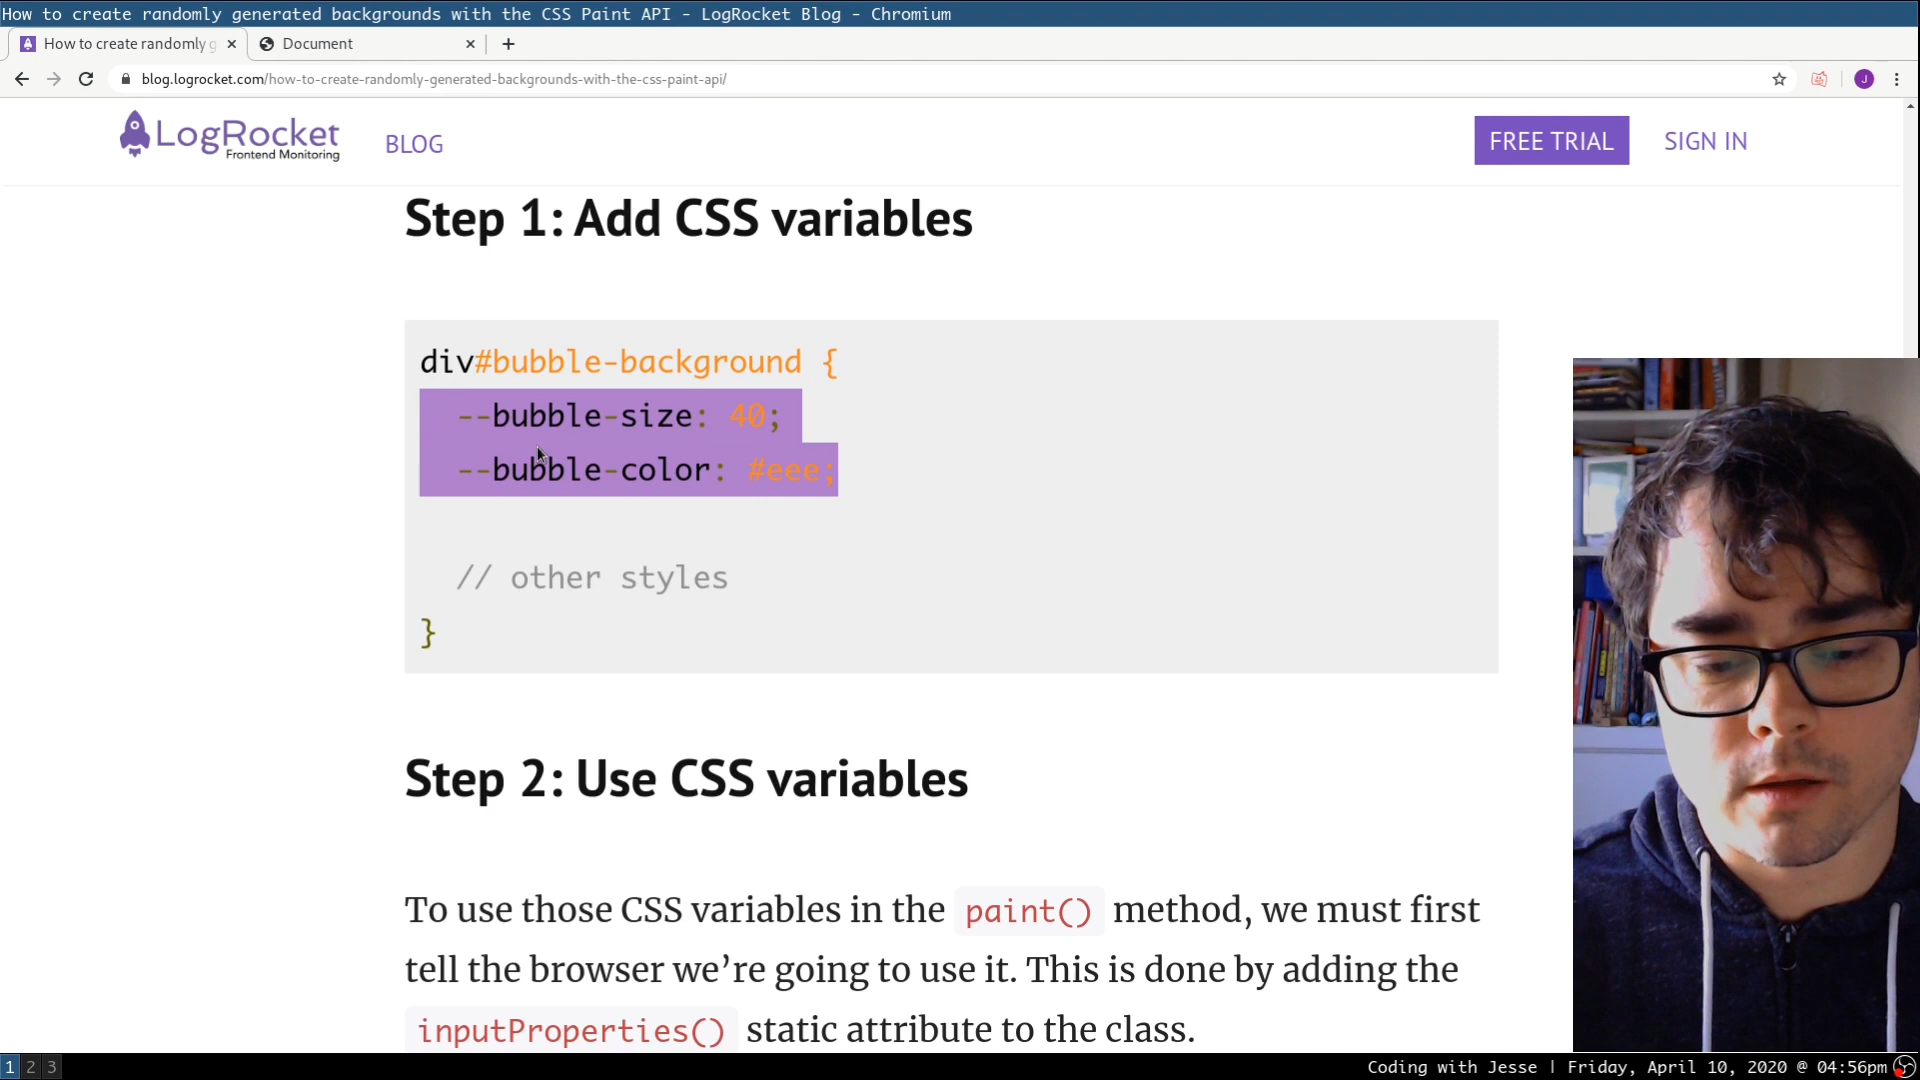 How to create randomly generated backgrounds with the CSS Paint API - LogRocket Blog - Chromium
How to create randomly g
Document
blog.logrocket.com/how-to-create-randomly-generated-backgrounds-with-the-css-paint-api/
J
LogRocket
Frontend Monitoring
BLOG
FREE TRIAL
SIGN IN
Step 1: Add CSS variables
div#bubble-background {
--bubble-size: 40;
--bubble-color: #eee;
// other styles
}
Step 2: Use CSS variables
To use those CSS variables in the paint() method, we must first
tell the browser we’re going to use it. This is done by adding the
inputProperties() static attribute to the class.
1 2 3
Coding with Jesse | Friday, April 10, 2020 @ 04:56pm